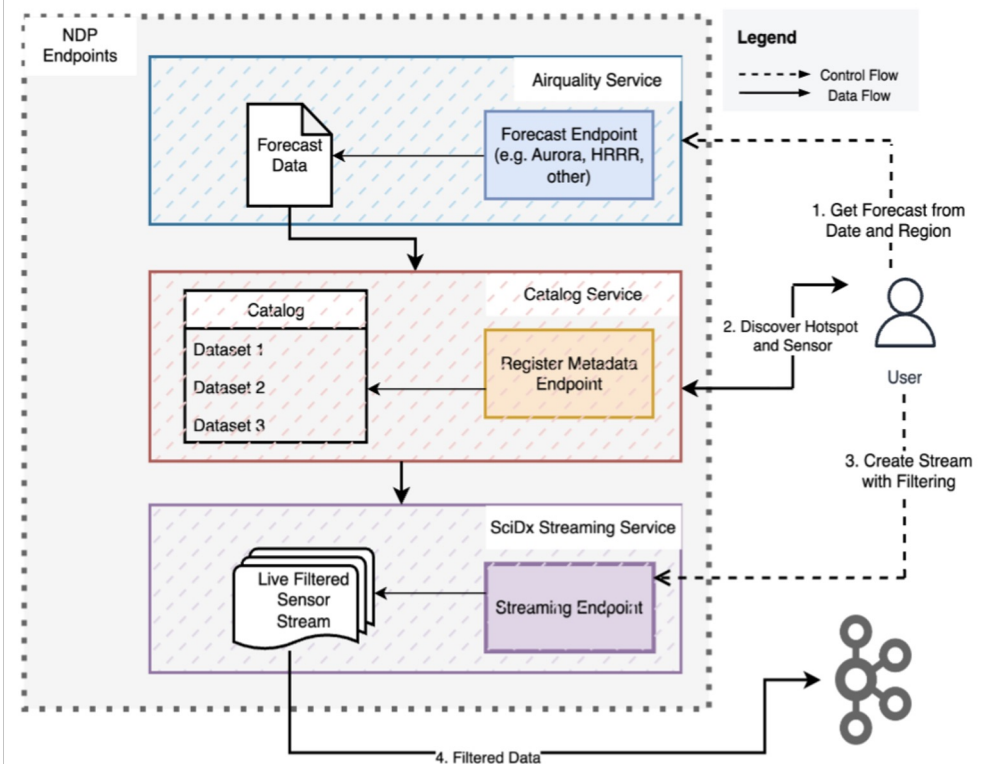 NDP
Endpoints
Airquality Service
Forecast
Data
Forecast Endpoint
(e.g. Aurora, HRRR,
other)
Legend
Control Flow
Data Flow
1. Get Forecast from
Date and Region
Catalog Service
Catalog
Dataset 1
Dataset 2
Dataset 3
Register Metadata
Endpoint
2. Discover Hotspot
and Sensor
User
3. Create Stream
with Filtering
SciDx Streaming Service
Live Filtered
Sensor
Stream
Streaming Endpoint
4. Filtered Data